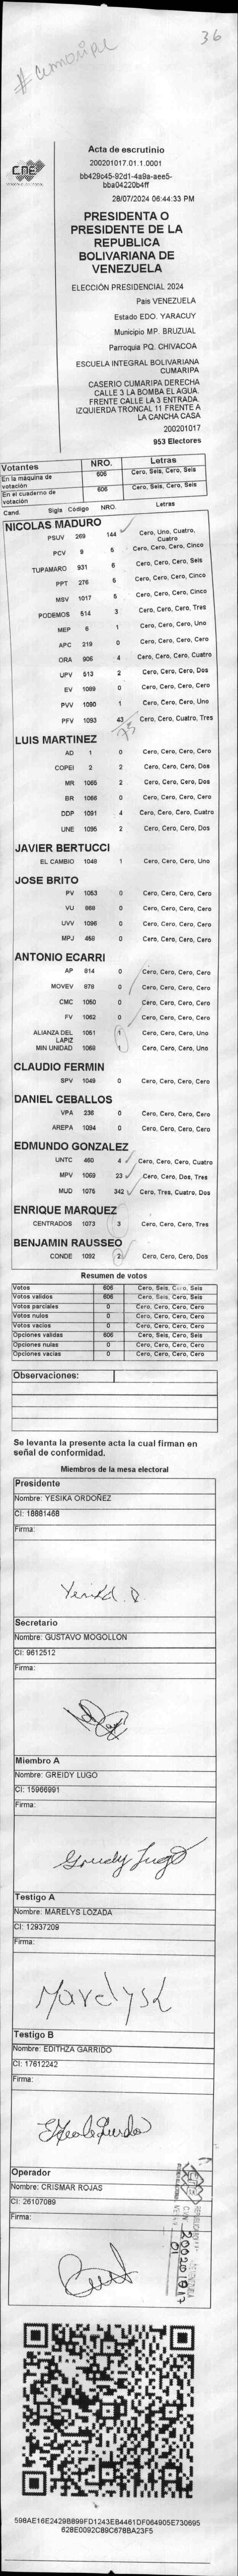 # Cumaripa
36
CNE
Acta de escrutinio
200201017.01.1.0001
bb429c45-92d1-4a9a-aee5-
bba04220b4ff
28/07/2024 06:44:33 PM
PRESIDENTA O
PRESIDENTE DE LA
REPUBLICA
BOLIVARIANA DE
VENEZUELA
ELECCIÓN PRESIDENCIAL 2024
Pais VENEZUELA
Estado EDO. YARACUY
Municipio MP. BRUZUAL
Parroquia PQ. CHIVACOA
ESCUELA INTEGRAL BOLIVARIANA
CUMARIPA
CASERIO CUMARIPA DERECHA
CALLE 3 LA BOMBA EL AGUA.
FRENTE CALLE LA 3 ENTRADA.
IZQUIERDA TRONCAL 11 FRENTE A
LA CANCHA CASA
200201017
953 Electores
Votantes NRO. Letras
En la máquina de votación 606 Cero, Seis, Cero, Seis
En el cuaderno de votación 606 Cero, Seis, Cero, Seis
Cand. Sigla Código NRO. Letras
NICOLAS MADURO
PSUV 269 144 Cero, Uno, Cuatro, Cuatro
PCV 9 5 Cero, Cero, Cero, Cinco
TUPAMARO 931 6 Cero, Cero, Cero, Seis
PPT 276 5 Cero, Cero, Cero, Cinco
MSV 1017 5 Cero, Cero, Cero, Cinco
PODEMOS 514 3 Cero, Cero, Cero, Tres
MEP 6 1 Cero, Cero, Cero, Uno
APC 219 0 Cero, Cero, Cero, Cero
ORA 906 4 Cero, Cero, Cero, Cuatro
UPV 513 2 Cero, Cero, Cero, Dos
EV 1089 0 Cero, Cero, Cero, Cero
PVV 1090 1 Cero, Cero, Cero, Uno
PFV 1093 43 Cero, Cero, Cuatro, Tres
LUIS MARTINEZ
AD 1 0 Cero, Cero, Cero, Cero
COPEI 2 2 Cero, Cero, Cero, Dos
MR 1065 2 Cero, Cero, Cero, Dos
BR 1066 0 Cero, Cero, Cero, Cero
DDP 1091 4 Cero, Cero, Cero, Cuatro
UNE 1095 2 Cero, Cero, Cero, Dos
JAVIER BERTUCCI
EL CAMBIO 1048 1 Cero, Cero, Cero, Uno
JOSE BRITO
PV 1053 0 Cero, Cero, Cero, Cero
VU 868 0 Cero, Cero, Cero, Cero
UVV 1096 0 Cero, Cero, Cero, Cero
MPJ 458 0 Cero, Cero, Cero, Cero
ANTONIO ECARRI
AP 814 0 Cero, Cero, Cero, Cero
MOVEV 878 0 Cero, Cero, Cero, Cero
CMC 1050 0 Cero, Cero, Cero, Cero
FV 1062 0 Cero, Cero, Cero, Cero
ALIANZA DEL LAPIZ 1051 1 Cero, Cero, Cero, Uno
MIN UNIDAD 1068 1 Cero, Cero, Cero, Uno
CLAUDIO FERMIN
SPV 1049 0 Cero, Cero, Cero, Cero
DANIEL CEBALLOS
VPA 236 0 Cero, Cero, Cero, Cero
AREPA 1094 0 Cero, Cero, Cero, Cero
EDMUNDO GONZALEZ
UNTC 460 4 Cero, Cero, Cero, Cuatro
MPV 1069 23 Cero, Cero, Dos, Tres
MUD 1075 342 Cero, Tres, Cuatro, Dos
ENRIQUE MARQUEZ
CENTRADOS 1073 3 Cero, Cero, Cero, Tres
BENJAMIN RAUSSEO
CONDE 1092 2 Cero, Cero, Cero, Dos
Resumen de votos
Votos 606 Cero, Seis, Cero, Seis
Votos validos 606 Cero, Seis, Cero, Seis
Votos parciales 0 Cero, Cero, Cero, Cero
Votos nulos 0 Cero, Cero, Cero, Cero
Votos vacios 0 Cero, Cero, Cero, Cero
Opciones validas 606 Cero, Seis, Cero, Seis
Opciones nulas 0 Cero, Cero, Cero, Cero
Opciones vacias 0 Cero, Cero, Cero, Cero
Observaciones:
Se levanta la presente acta la cual firman en
señal de conformidad.
Miembros de la mesa electoral
Presidente
Nombre: YESIKA ORDOÑEZ
CI: 18881468
Firma:
Yesika O.
Secretario
Nombre: GUSTAVO MOGOLLON
CI: 9612512
Firma:
Miembro A
Nombre: GREIDY LUGO
CI: 15966991
Firma:
Greidy Lugo
Testigo A
Nombre: MARELYS LOZADA
CI: 12937209
Firma:
Testigo B
Nombre: EDITHZA GARRIDO
CI: 17612242
Firma:
Operador
Nombre: CRISMAR ROJAS
CI: 26107089
Firma:
200201017
01
598AE16E2429B899FD1243EB4461DF064905E730695
628E0092C89C678BA23F5